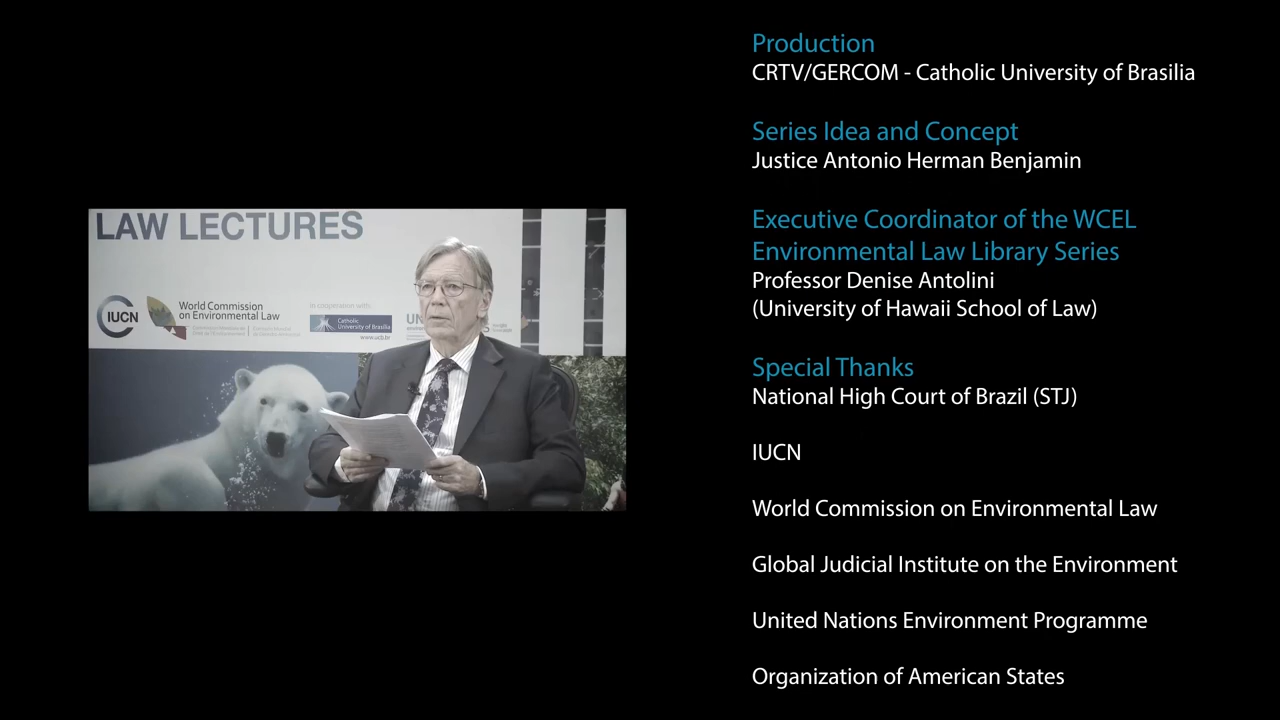 LAW LECTURES
IUCN
World Commission
on Environmental Law
in cooperation with:
Catholic
University of Brasilia
www.ucb.br
UN
Production
CRTV/GERCOM - Catholic University of Brasilia
Series Idea and Concept
Justice Antonio Herman Benjamin
Executive Coordinator of the WCEL
Environmental Law Library Series
Professor Denise Antolini
(University of Hawaii School of Law)
Special Thanks
National High Court of Brazil (STJ)
IUCN
World Commission on Environmental Law
Global Judicial Institute on the Environment
United Nations Environment Programme
Organization of American States